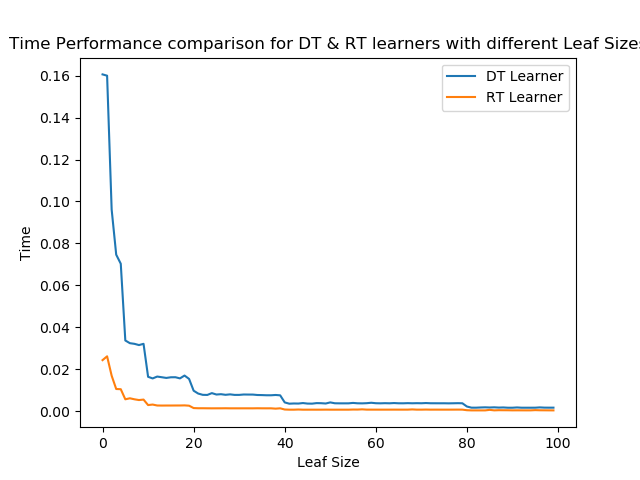 Time Performance comparison for DT & RT learners with different Leaf Sizes
DT Learner
RT Learner
0.16
0.14
0.12
0.10
0.08
0.06
0.04
0.02
0.00
Time
0 20 40 60 80 100
Leaf Size